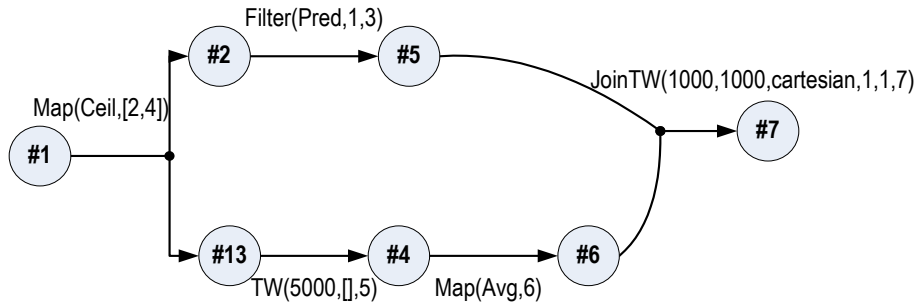 Filter(Pred,1,3)
#2
#5
JoinTW(1000,1000,cartesian,1,1,7)
Map(Ceil,[2,4])
#7
#1
#13
#4
#6
TW(5000,[],5)
Map(Avg,6)